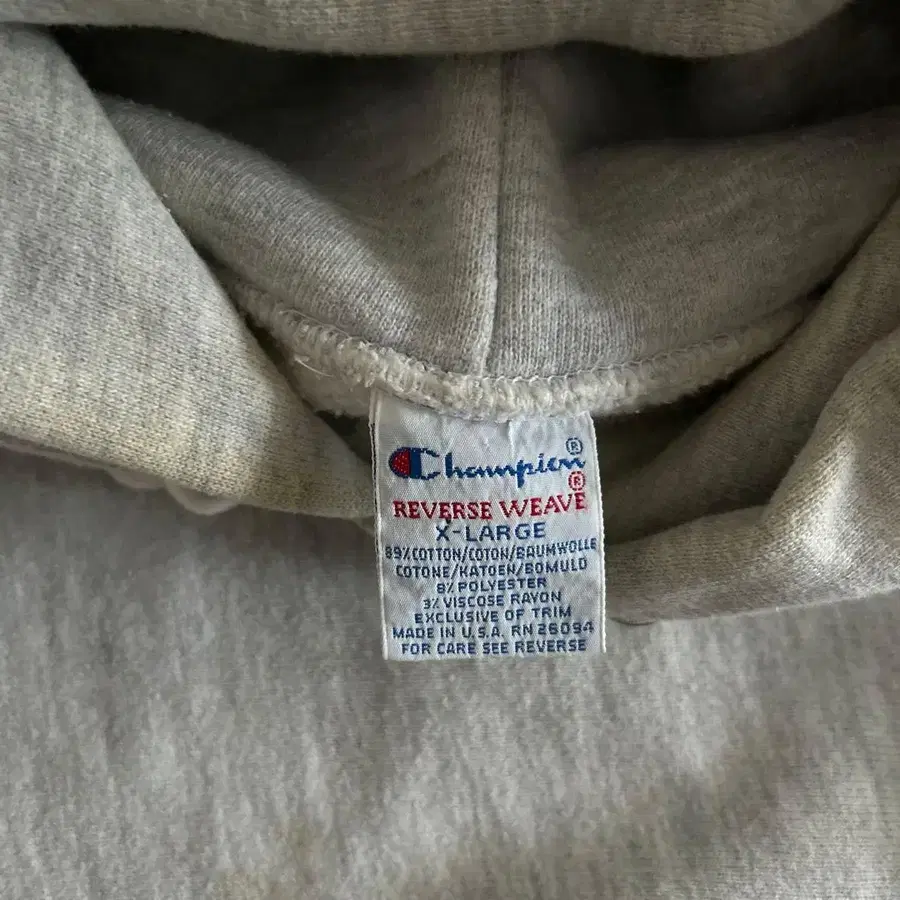 Champion®
REVERSE WEAVE®
X-LARGE
89% COTTON/COTON/BAUMWOLLE
COTONE/KATOEN/BOMULD
8% POLYESTER
3% VISCOSE RAYON
EXCLUSIVE OF TRIM
MADE IN U.S.A. RN 26094
FOR CARE SEE REVERSE